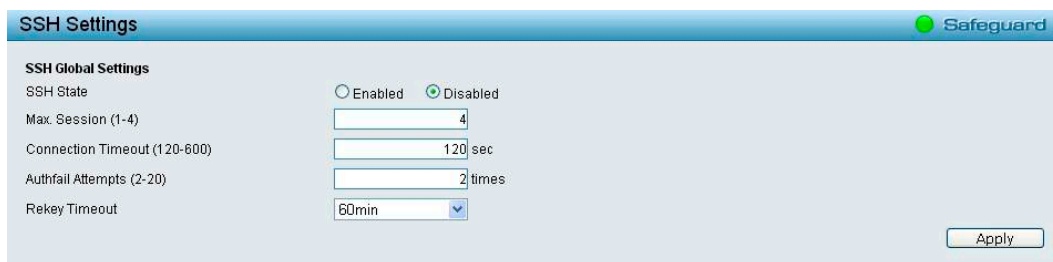 SSH Settings Safeguard
SSH Global Settings
SSH State Enabled Disabled
Max. Session (1-4) 4
Connection Timeout (120-600) 120 sec
Authfail Attempts (2-20) 2 times
Rekey Timeout 60min
Apply